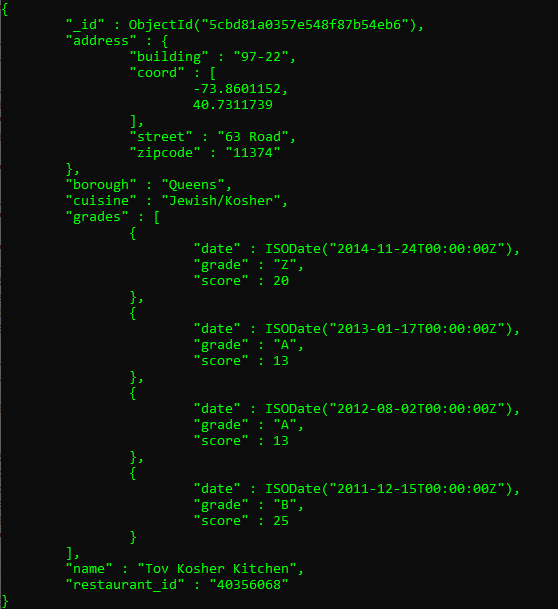 {
"_id" : ObjectId("5cbd81a0357e548f87b54eb6"),
"address" : {
"building" : "97-22",
"coord" : [
-73.8601152,
40.7311739
],
"street" : "63 Road",
"zipcode" : "11374"
},
"borough" : "Queens",
"cuisine" : "Jewish/Kosher",
"grades" : [
{
"date" : ISODate("2014-11-24T00:00:00Z"),
"grade" : "Z",
"score" : 20
},
{
"date" : ISODate("2013-01-17T00:00:00Z"),
"grade" : "A",
"score" : 13
},
{
"date" : ISODate("2012-08-02T00:00:00Z"),
"grade" : "A",
"score" : 13
},
{
"date" : ISODate("2011-12-15T00:00:00Z"),
"grade" : "B",
"score" : 25
}
],
"name" : "Tov Kosher Kitchen",
"restaurant_id" : "40356068"
}